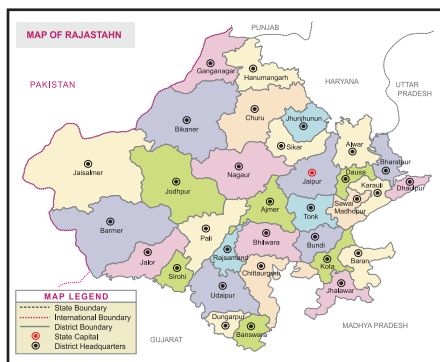 MAP OF RAJASTAHN
PUNJAB
PAKISTAN
HARYANA
UTTAR
PRADESH
Ganganagar
Hanumangarh
Bikaner
Churu
Jhunjhunun
Sikar
Alwar
Bharatpur
Jaisalmer
Jodhpur
Nagaur
Jaipur
Dausa
Karauli
Dhaulpur
Sawai
Madhopur
Ajmer
Tonk
Barmer
Pali
Jalor
Sirohi
Rajsamand
Bhilwara
Bundi
Kota
Baran
Chittaurgarh
Udaipur
Jhalawar
Dungarpur
Banswara
GUJARAT
MADHYA PRADESH
MAP LEGEND
State Boundary
International Boundary
District Boundary
State Capital
District Headquarters